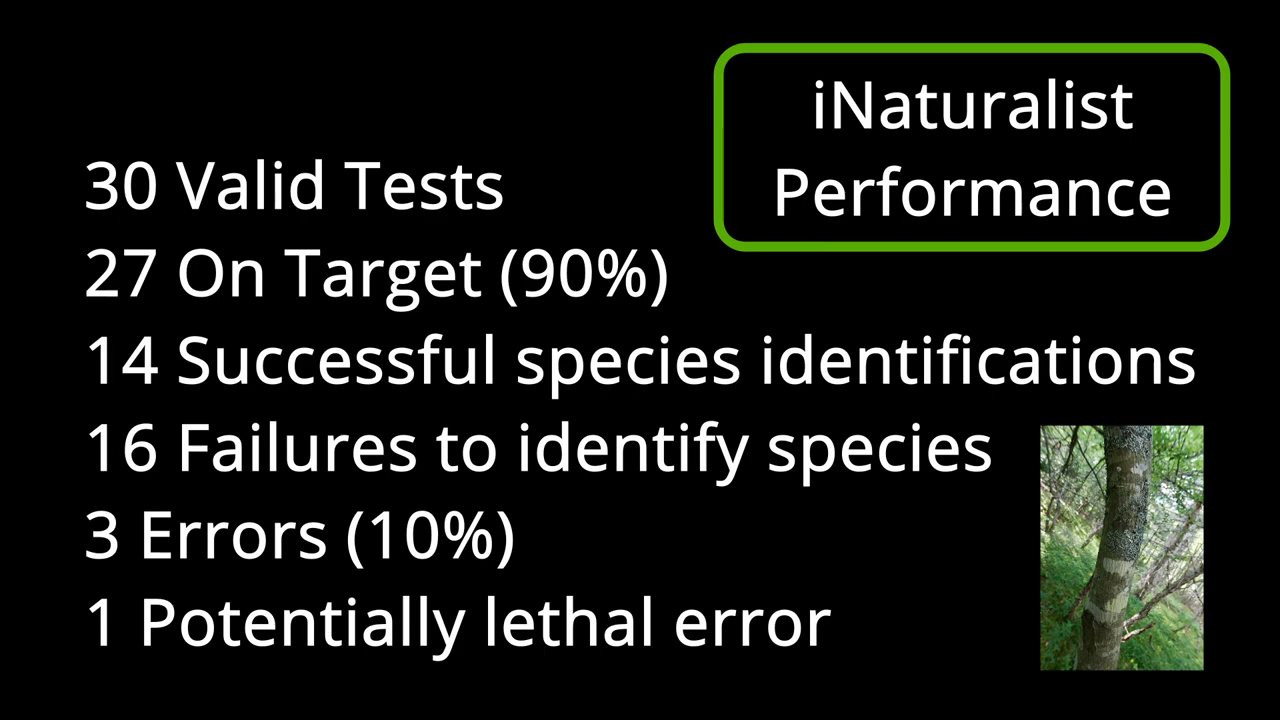 iNaturalist
Performance
30 Valid Tests
27 On Target (90%)
14 Successful species identifications
16 Failures to identify species
3 Errors (10%)
1 Potentially lethal error